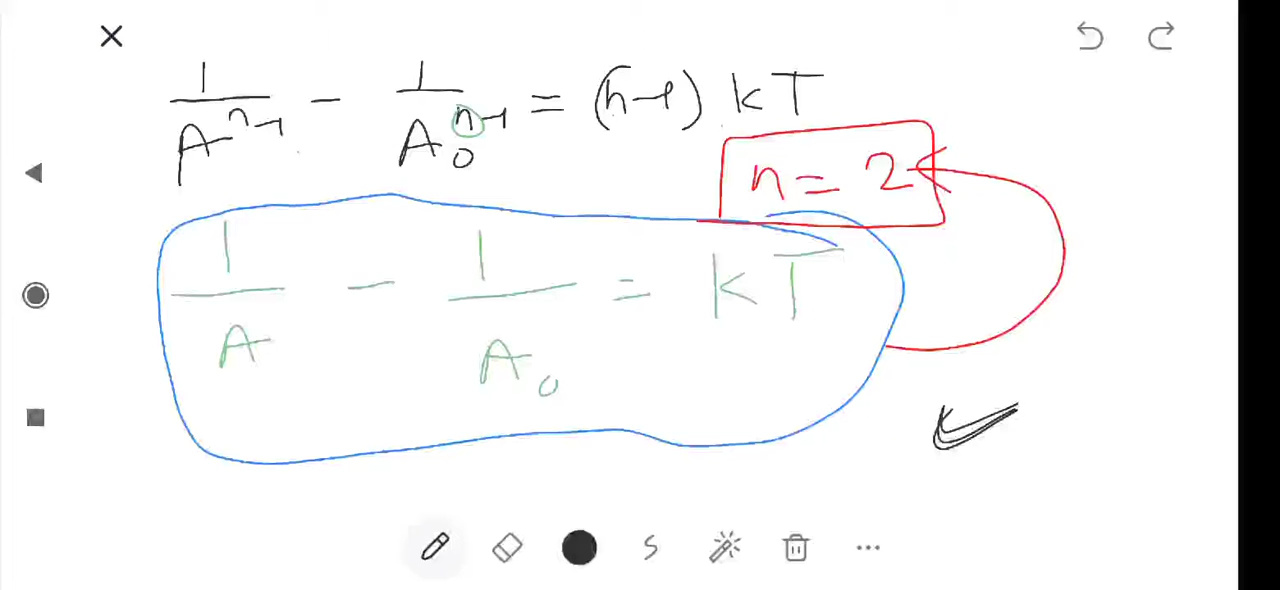 1/A^(n-1) - 1/A₀^(n-1) = (n-1) kT
n = 2
1/A - 1/A₀ = kT